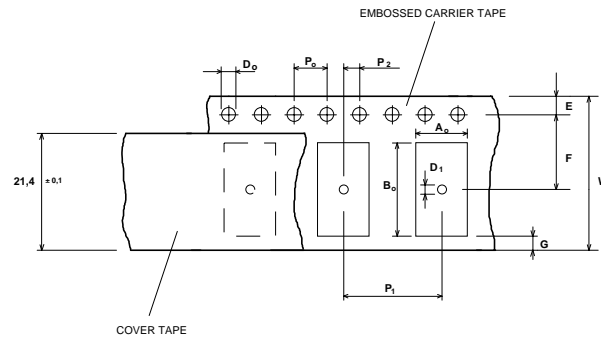 EMBOSSED CARRIER TAPE
Do Po P2
E
Ao
F
D1
21,4 ± 0,1
Bo
G
P1
COVER TAPE